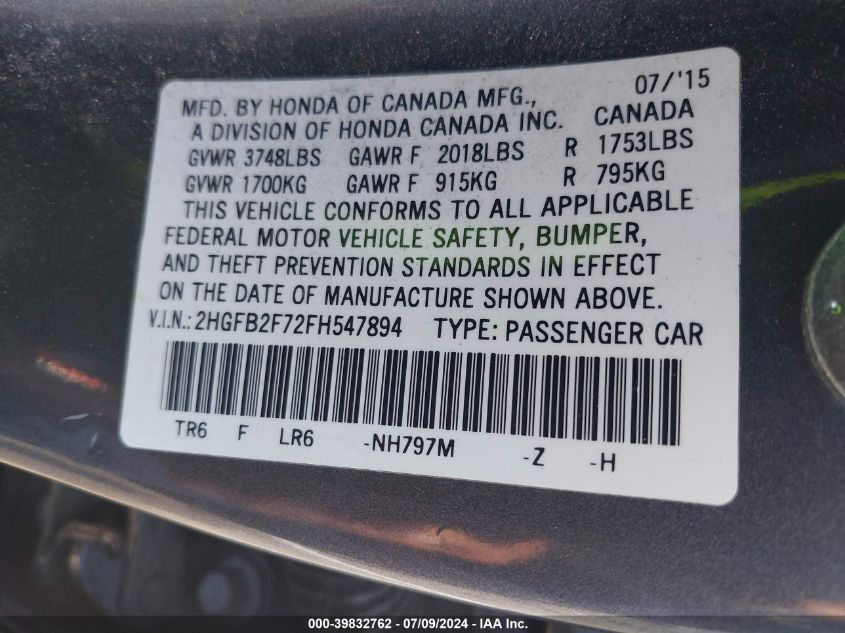 07/'15
MFD. BY HONDA OF CANADA MFG.,
A DIVISION OF HONDA CANADA INC. CANADA
GVWR 3748LBS GAWR F 2018LBS R 1753LBS
GVWR 1700KG GAWR F 915KG R 795KG
THIS VEHICLE CONFORMS TO ALL APPLICABLE
FEDERAL MOTOR VEHICLE SAFETY, BUMPER,
AND THEFT PREVENTION STANDARDS IN EFFECT
ON THE DATE OF MANUFACTURE SHOWN ABOVE.
V.I.N.: 2HGFB2F72FH547894 TYPE: PASSENGER CAR
TR6 F LR6 -NH797M -Z -H
000-39832762 / 07/09/2024 - IAA Inc.